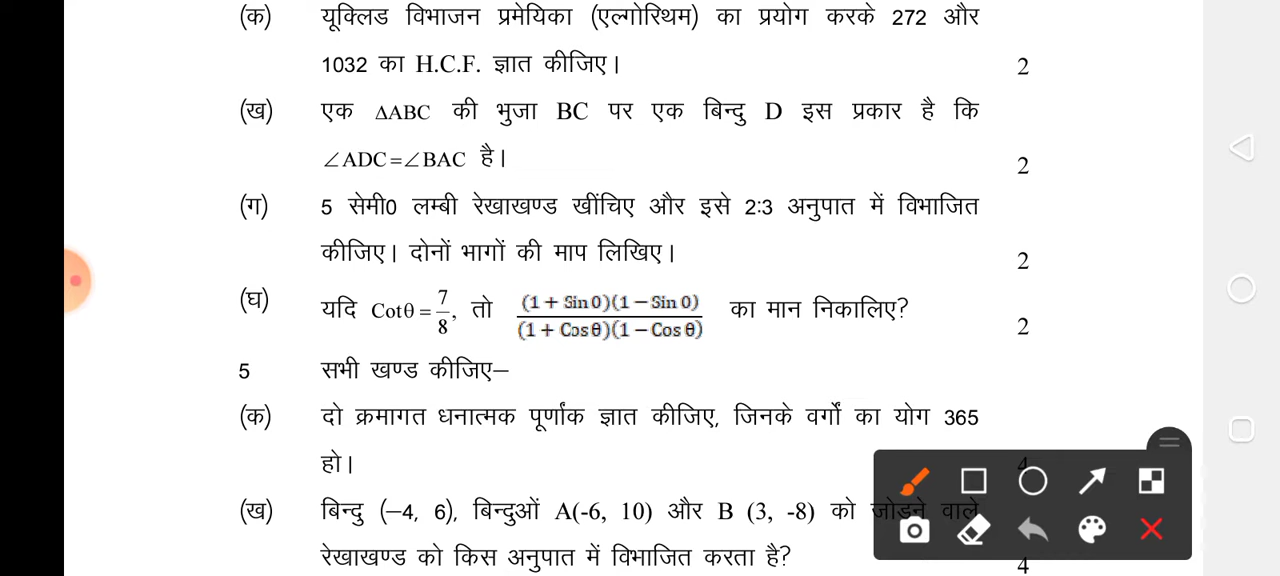 (क) यूक्लिड विभाजन प्रमेयिका (एल्गोरिथम) का प्रयोग करके 272 और
1032 का H.C.F. ज्ञात कीजिए। 2
(ख) एक ΔABC की भुजा BC पर एक बिन्दु D इस प्रकार है कि
∠ADC=∠BAC है। 2
(ग) 5 सेमी0 लम्बी रेखाखण्ड खींचिए और इसे 2:3 अनुपात में विभाजित
कीजिए। दोनों भागों की माप लिखिए। 2
(घ) यदि Cotθ = 7/8, तो (1 + Sin0)(1 − Sin0)/(1 + Cosθ)(1 − Cosθ) का मान निकालिए? 2
5 सभी खण्ड कीजिए–
(क) दो क्रमागत धनात्मक पूर्णांक ज्ञात कीजिए, जिनके वर्गों का योग 365
हो। 4
(ख) बिन्दु (–4, 6), बिन्दुओं A(-6, 10) और B (3, -8) को जोड़ने वाले
रेखाखण्ड को किस अनुपात में विभाजित करता है? 4